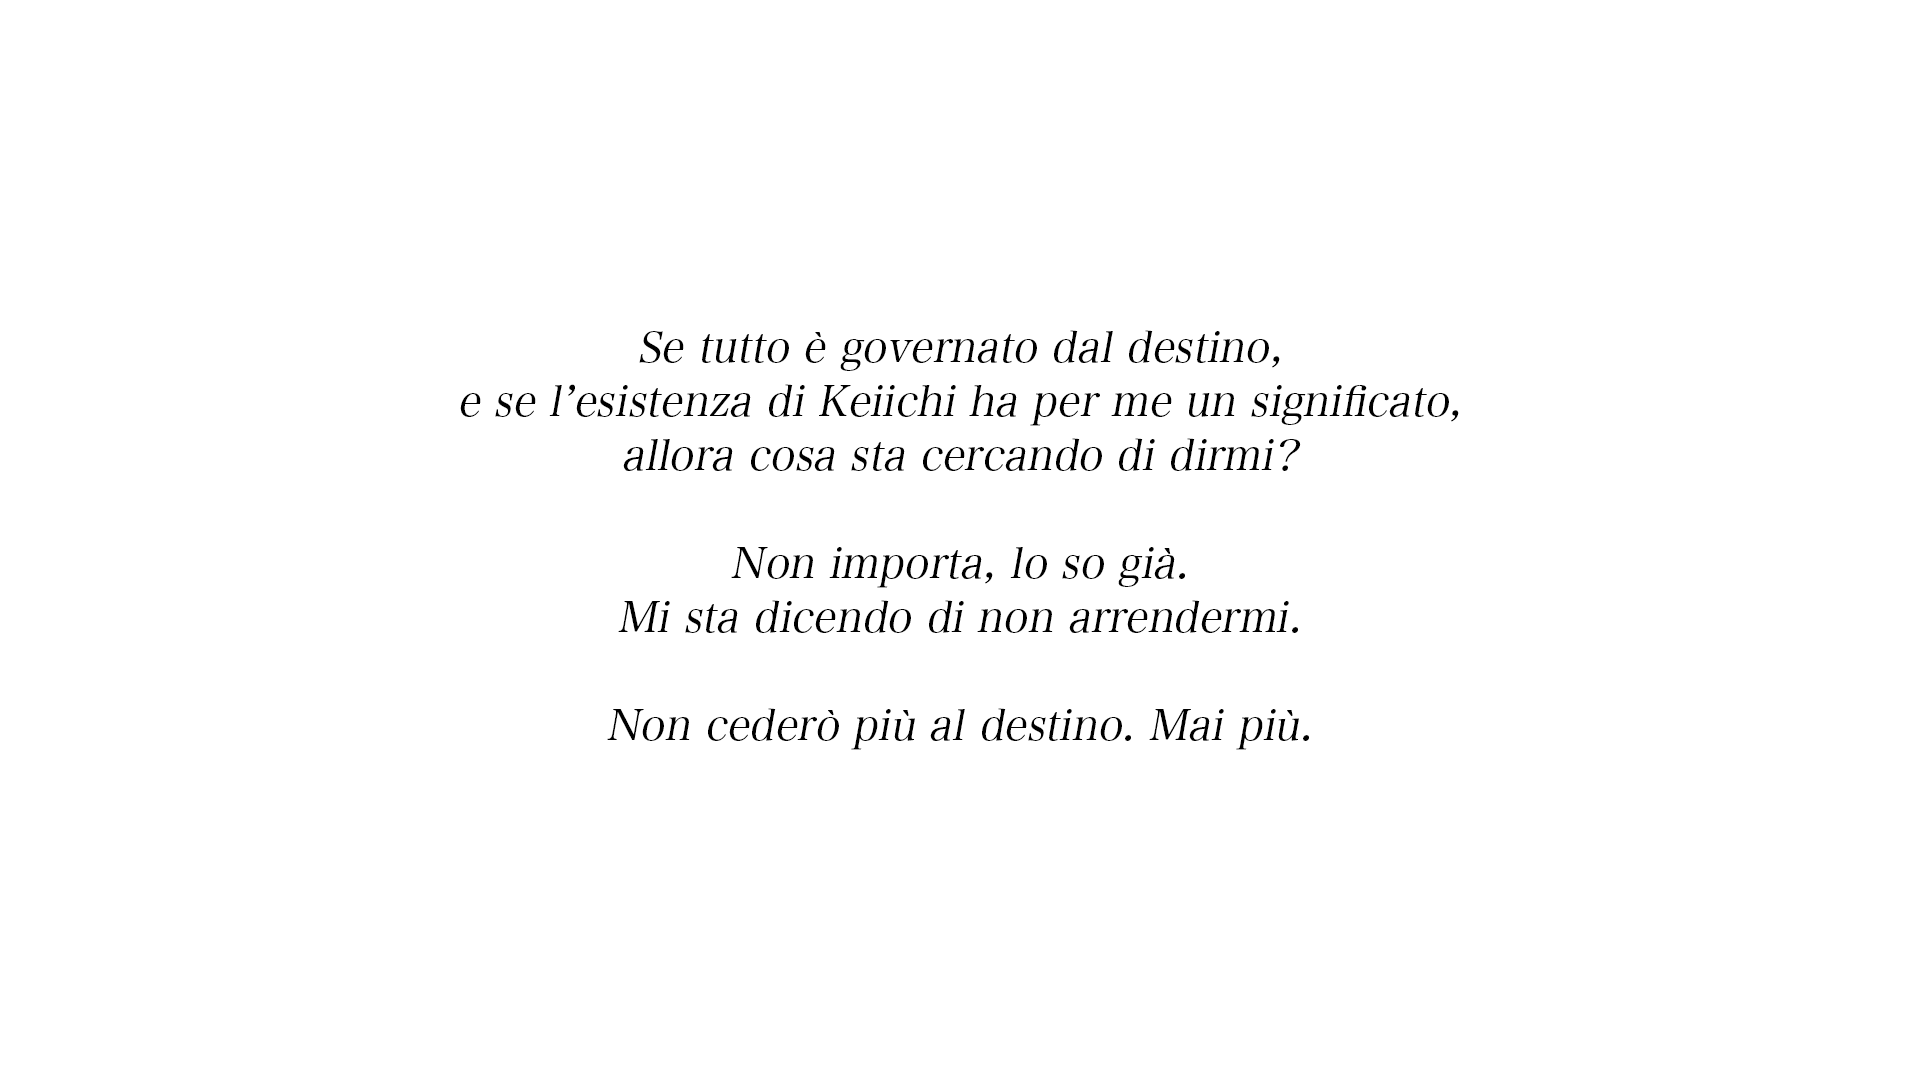 Se tutto è governato dal destino,
e se l’esistenza di Keiichi ha per me un significato,
allora cosa sta cercando di dirmi?
Non importa, lo so già.
Mi sta dicendo di non arrendermi.
Non cederò più al destino. Mai più.